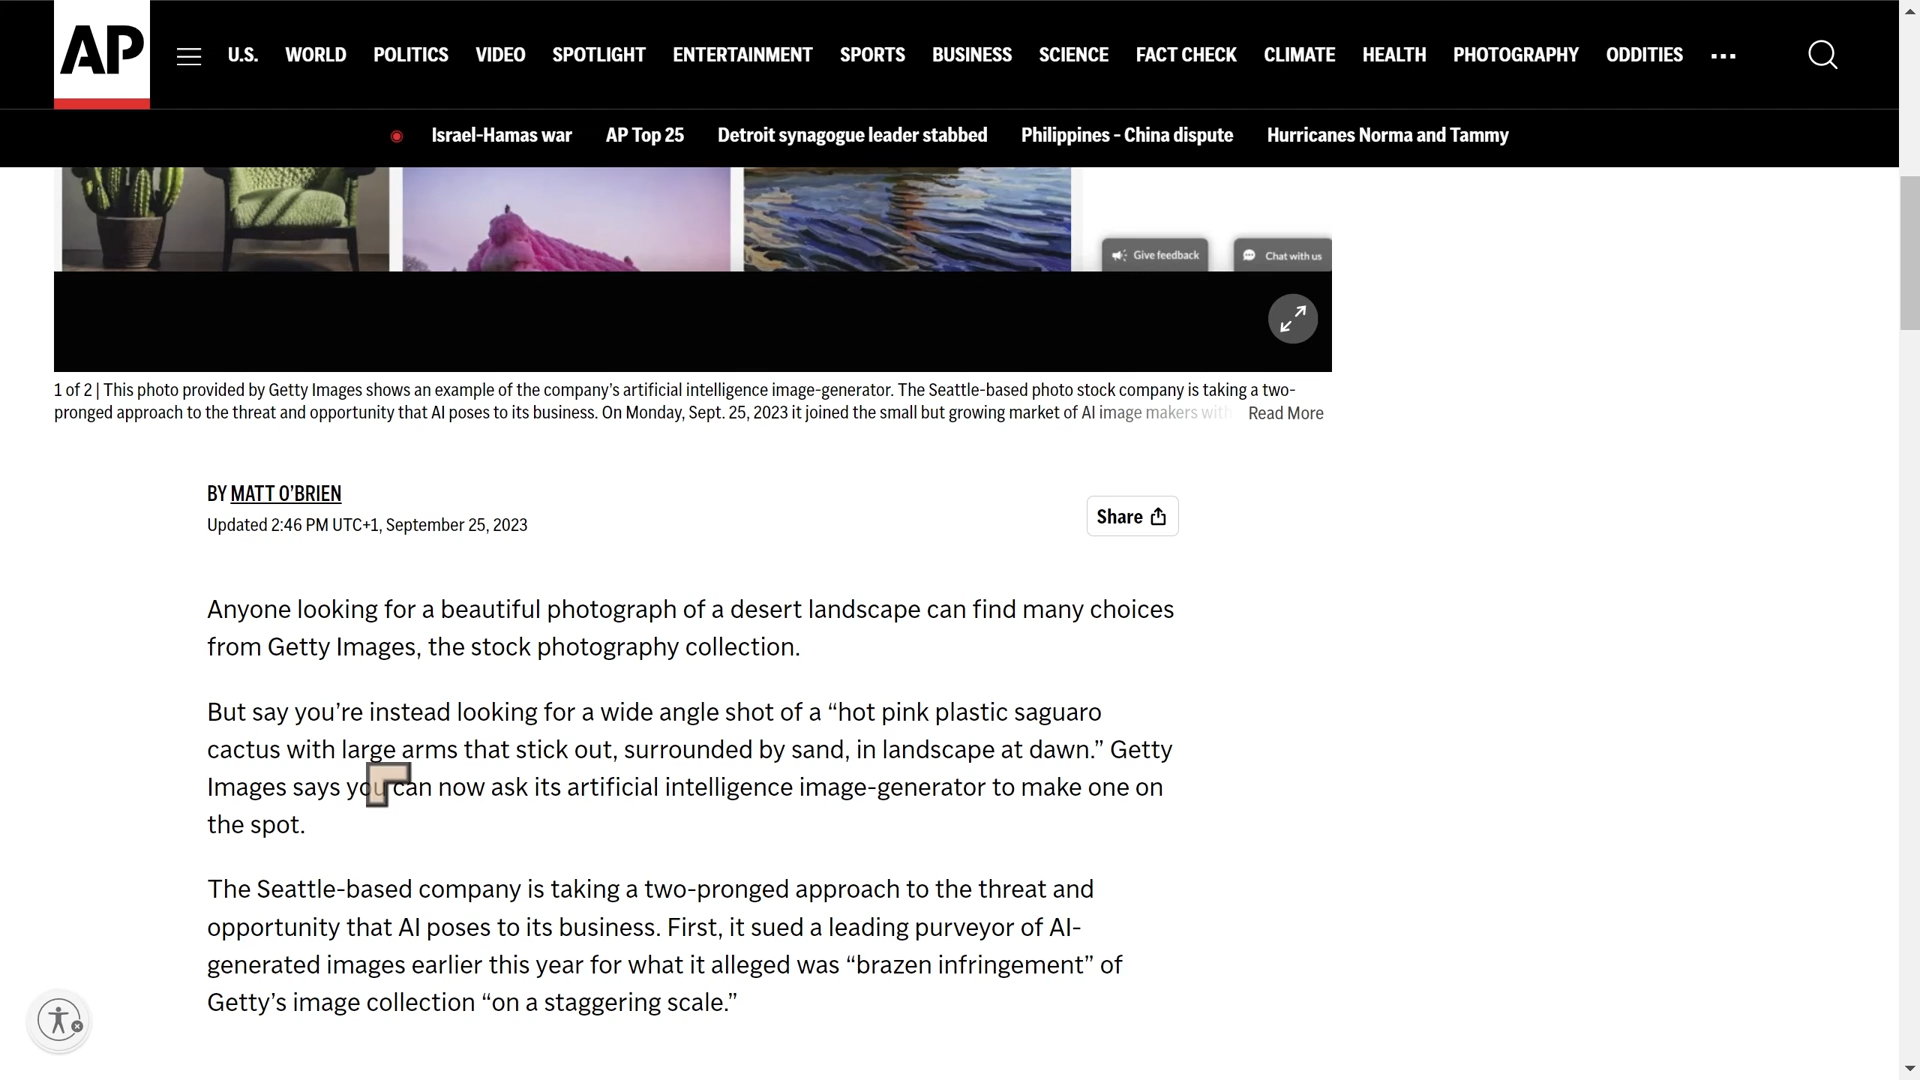 AP
U.S. WORLD POLITICS VIDEO SPOTLIGHT ENTERTAINMENT SPORTS BUSINESS SCIENCE FACT CHECK CLIMATE HEALTH PHOTOGRAPHY ODDITIES
Israel-Hamas war AP Top 25 Detroit synagogue leader stabbed Philippines - China dispute Hurricanes Norma and Tammy
Give feedback Chat with us
1 of 2 | This photo provided by Getty Images shows an example of the company’s artificial intelligence image-generator. The Seattle-based photo stock company is taking a two-
pronged approach to the threat and opportunity that AI poses to its business. On Monday, Sept. 25, 2023 it joined the small but growing market of AI image makers with Read More
BY MATT O’BRIEN
Updated 2:46 PM UTC+1, September 25, 2023
Share
Anyone looking for a beautiful photograph of a desert landscape can find many choices
from Getty Images, the stock photography collection.
But say you’re instead looking for a wide angle shot of a “hot pink plastic saguaro
cactus with large arms that stick out, surrounded by sand, in landscape at dawn.” Getty
Images says you can now ask its artificial intelligence image-generator to make one on
the spot.
The Seattle-based company is taking a two-pronged approach to the threat and
opportunity that AI poses to its business. First, it sued a leading purveyor of AI-
generated images earlier this year for what it alleged was “brazen infringement” of
Getty’s image collection “on a staggering scale.”